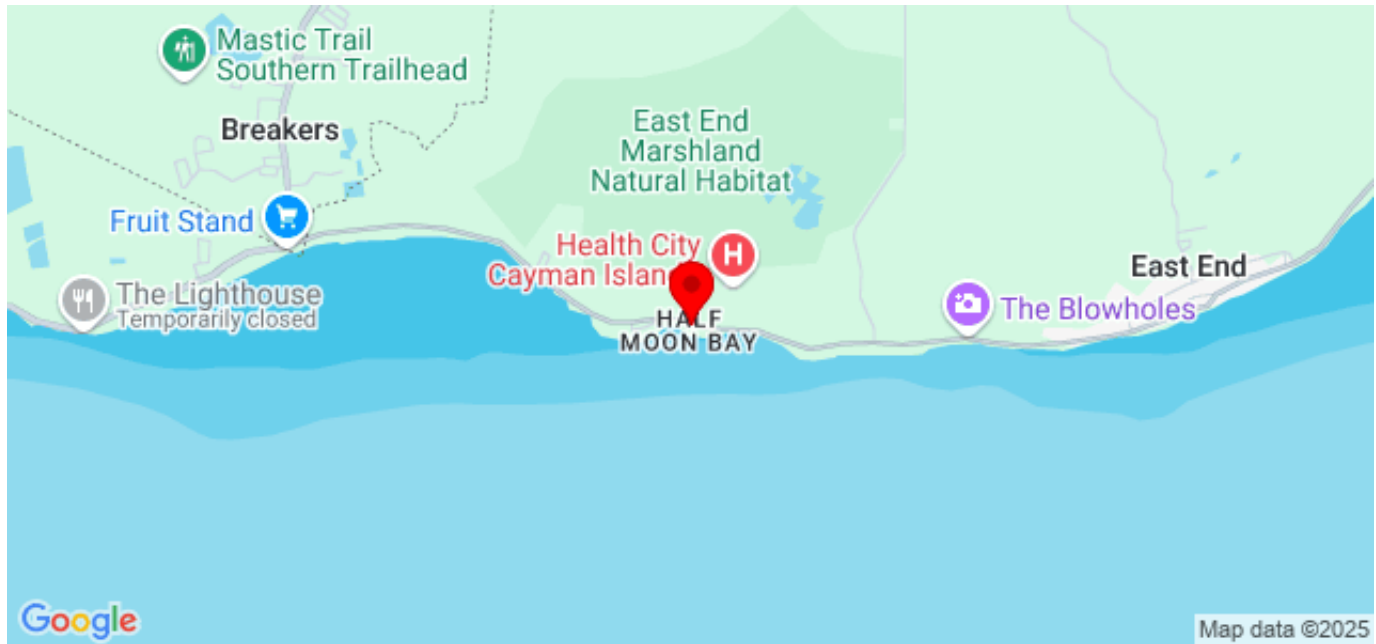 Mastic Trail
Southern Trailhead
Breakers
East End
Marshland
Natural Habitat
Fruit Stand
Health City
Cayman Island
East End
The Lighthouse
Temporarily closed
H
The Blowholes
HALF
MOON BAY
Google
Map data ©2025